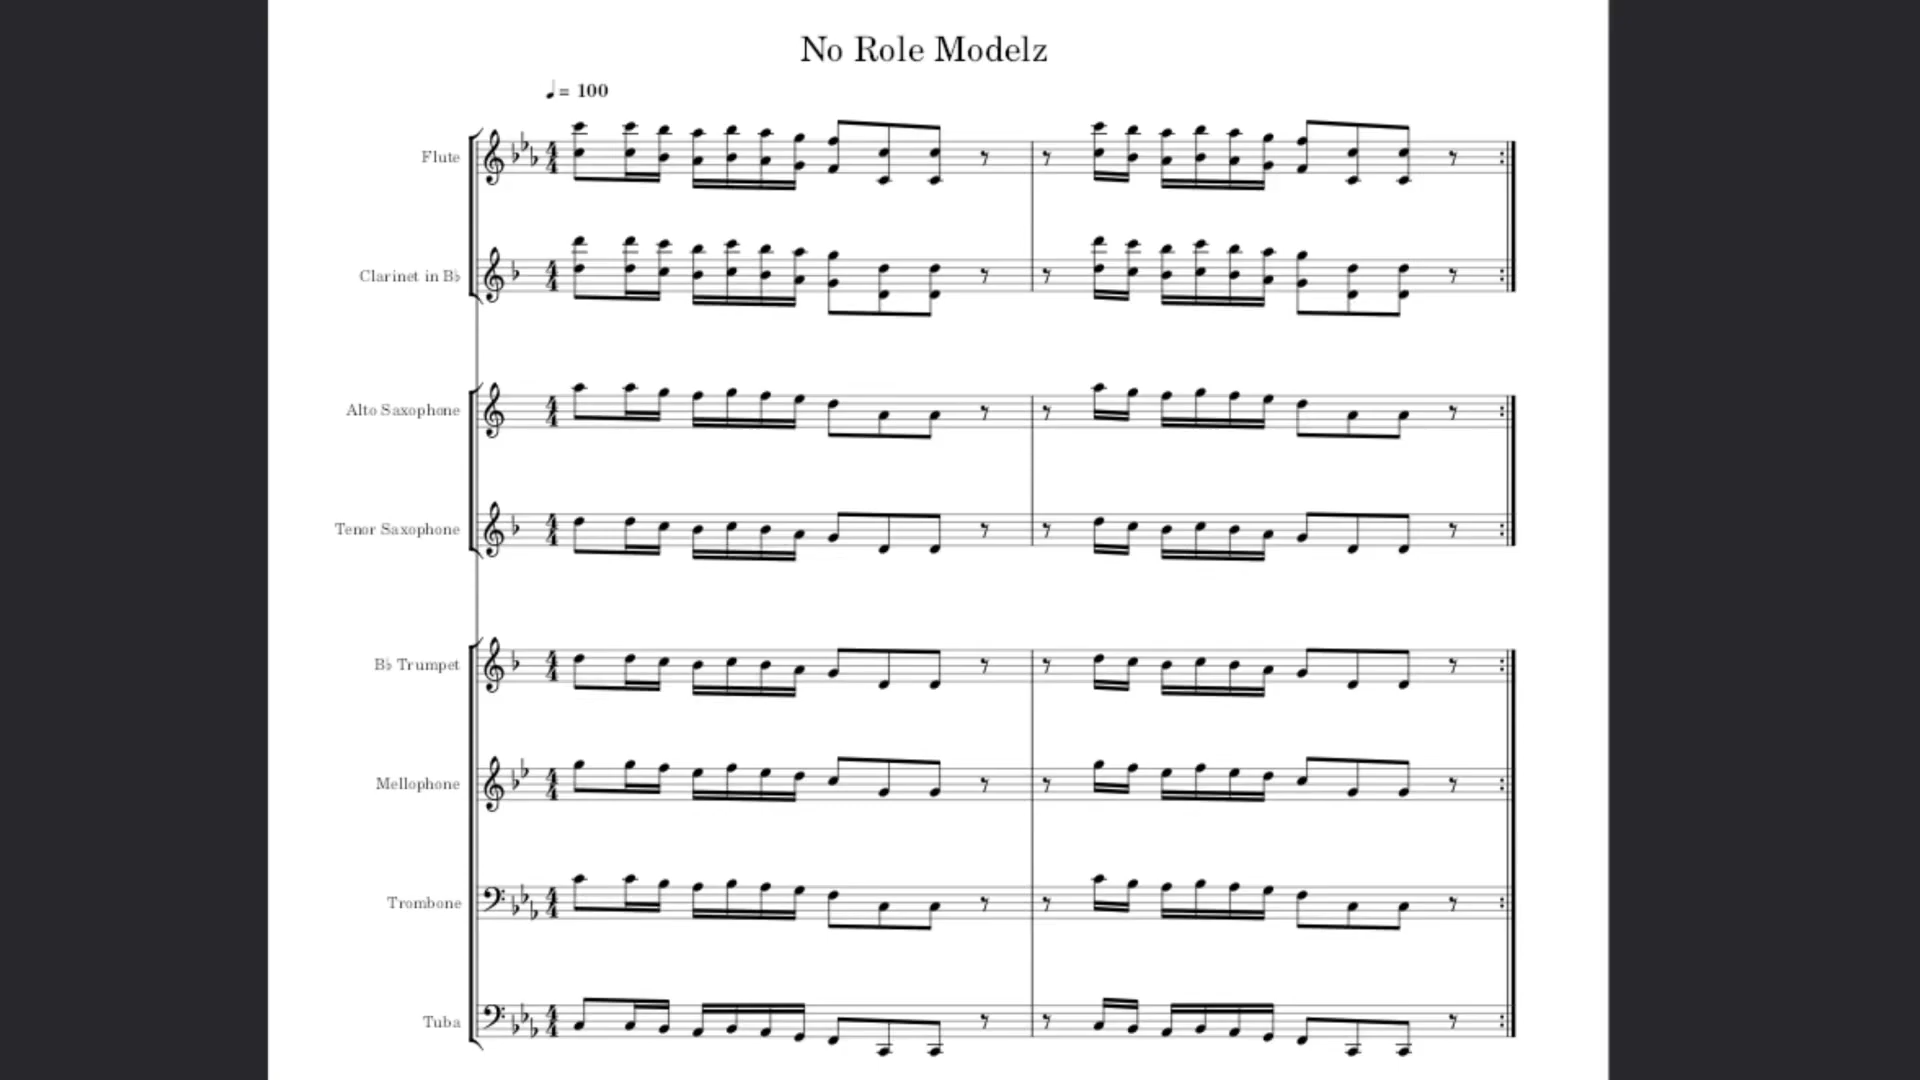 No Role Modelz
= 100
Flute
Clarinet in B♭
Alto Saxophone
Tenor Saxophone
B♭ Trumpet
Mellophone
Trombone
Tuba